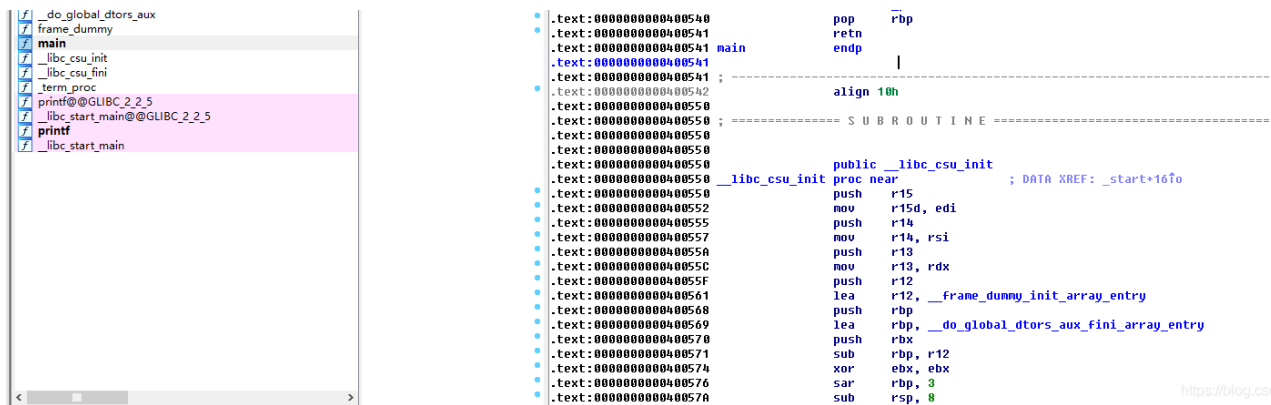 f __do_global_dtors_aux
f frame_dummy
f main
f __libc_csu_init
f __libc_csu_fini
f _term_proc
f printf@@GLIBC_2_2_5
f __libc_start_main@@GLIBC_2_2_5
f printf
f __libc_start_main
.text:0000000000400540 pop rbp
.text:0000000000400541 retn
.text:0000000000400541 main endp
.text:0000000000400541
.text:0000000000400541 ; ---------------------------------------------------------------------------
.text:0000000000400542 align 10h
.text:0000000000400550
.text:0000000000400550 ; =============== S U B R O U T I N E =======================================
.text:0000000000400550
.text:0000000000400550
.text:0000000000400550 public __libc_csu_init
.text:0000000000400550 __libc_csu_init proc near ; DATA XREF: _start+16↑o
.text:0000000000400550 push r15
.text:0000000000400552 mov r15d, edi
.text:0000000000400555 push r14
.text:0000000000400557 mov r14, rsi
.text:000000000040055A push r13
.text:000000000040055C mov r13, rdx
.text:000000000040055F push r12
.text:0000000000400561 lea r12, __frame_dummy_init_array_entry
.text:0000000000400568 push rbp
.text:0000000000400569 lea rbp, __do_global_dtors_aux_fini_array_entry
.text:0000000000400570 push rbx
.text:0000000000400571 sub rbp, r12
.text:0000000000400574 xor ebx, ebx
.text:0000000000400576 sar rbp, 3
.text:000000000040057A sub rsp, 8
https://blog.cs